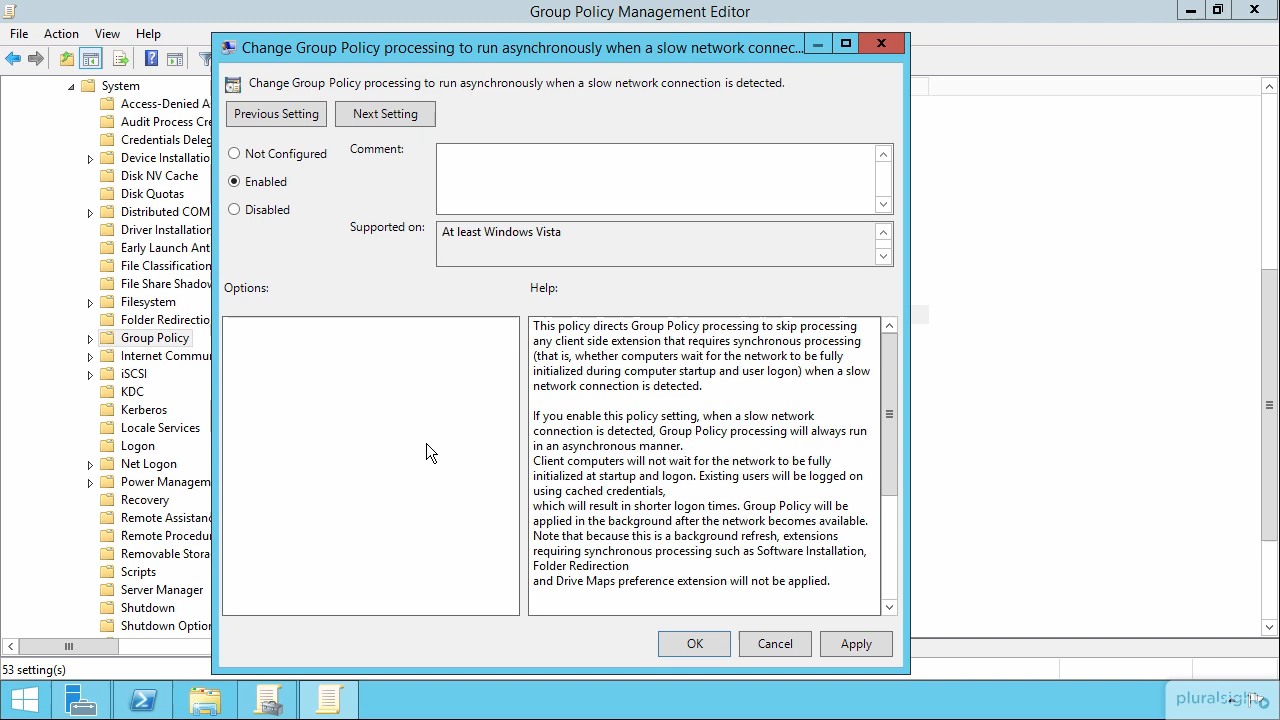 Group Policy Management Editor
File Action View Help
Change Group Policy processing to run asynchronously when a slow network connec...
Change Group Policy processing to run asynchronously when a slow network connection is detected.
Previous Setting
Next Setting
Not Configured
Enabled
Disabled
Comment:
Supported on:
At least Windows Vista
Options:
Help:
This policy directs Group Policy processing to skip processing
any client side extension that requires synchronous processing
(that is, whether computers wait for the network to be fully
initialized during computer startup and user logon) when a slow
network connection is detected.
If you enable this policy setting, when a slow network
connection is detected, Group Policy processing will always run
in an asynchronous manner.
Client computers will not wait for the network to be fully
initialized at startup and logon. Existing users will be logged on
using cached credentials,
which will result in shorter logon times. Group Policy will be
applied in the background after the network becomes available.
Note that because this is a background refresh, extensions
requiring synchronous processing such as Software Installation,
Folder Redirection
and Drive Maps preference extension will not be applied.
OK
Cancel
Apply
System
Access-Denied A
Audit Process Cre
Credentials Deleg
Device Installatio
Disk NV Cache
Disk Quotas
Distributed COM
Driver Installation
Early Launch Ant
File Classification
File Share Shadow
Filesystem
Folder Redirectio
Group Policy
Internet Commu
iSCSI
KDC
Kerberos
Locale Services
Logon
Net Logon
Power Managem
Recovery
Remote Assistanc
Remote Procedu
Removable Stora
Scripts
Server Manager
Shutdown
Shutdown Option
53 setting(s)
pluralsight